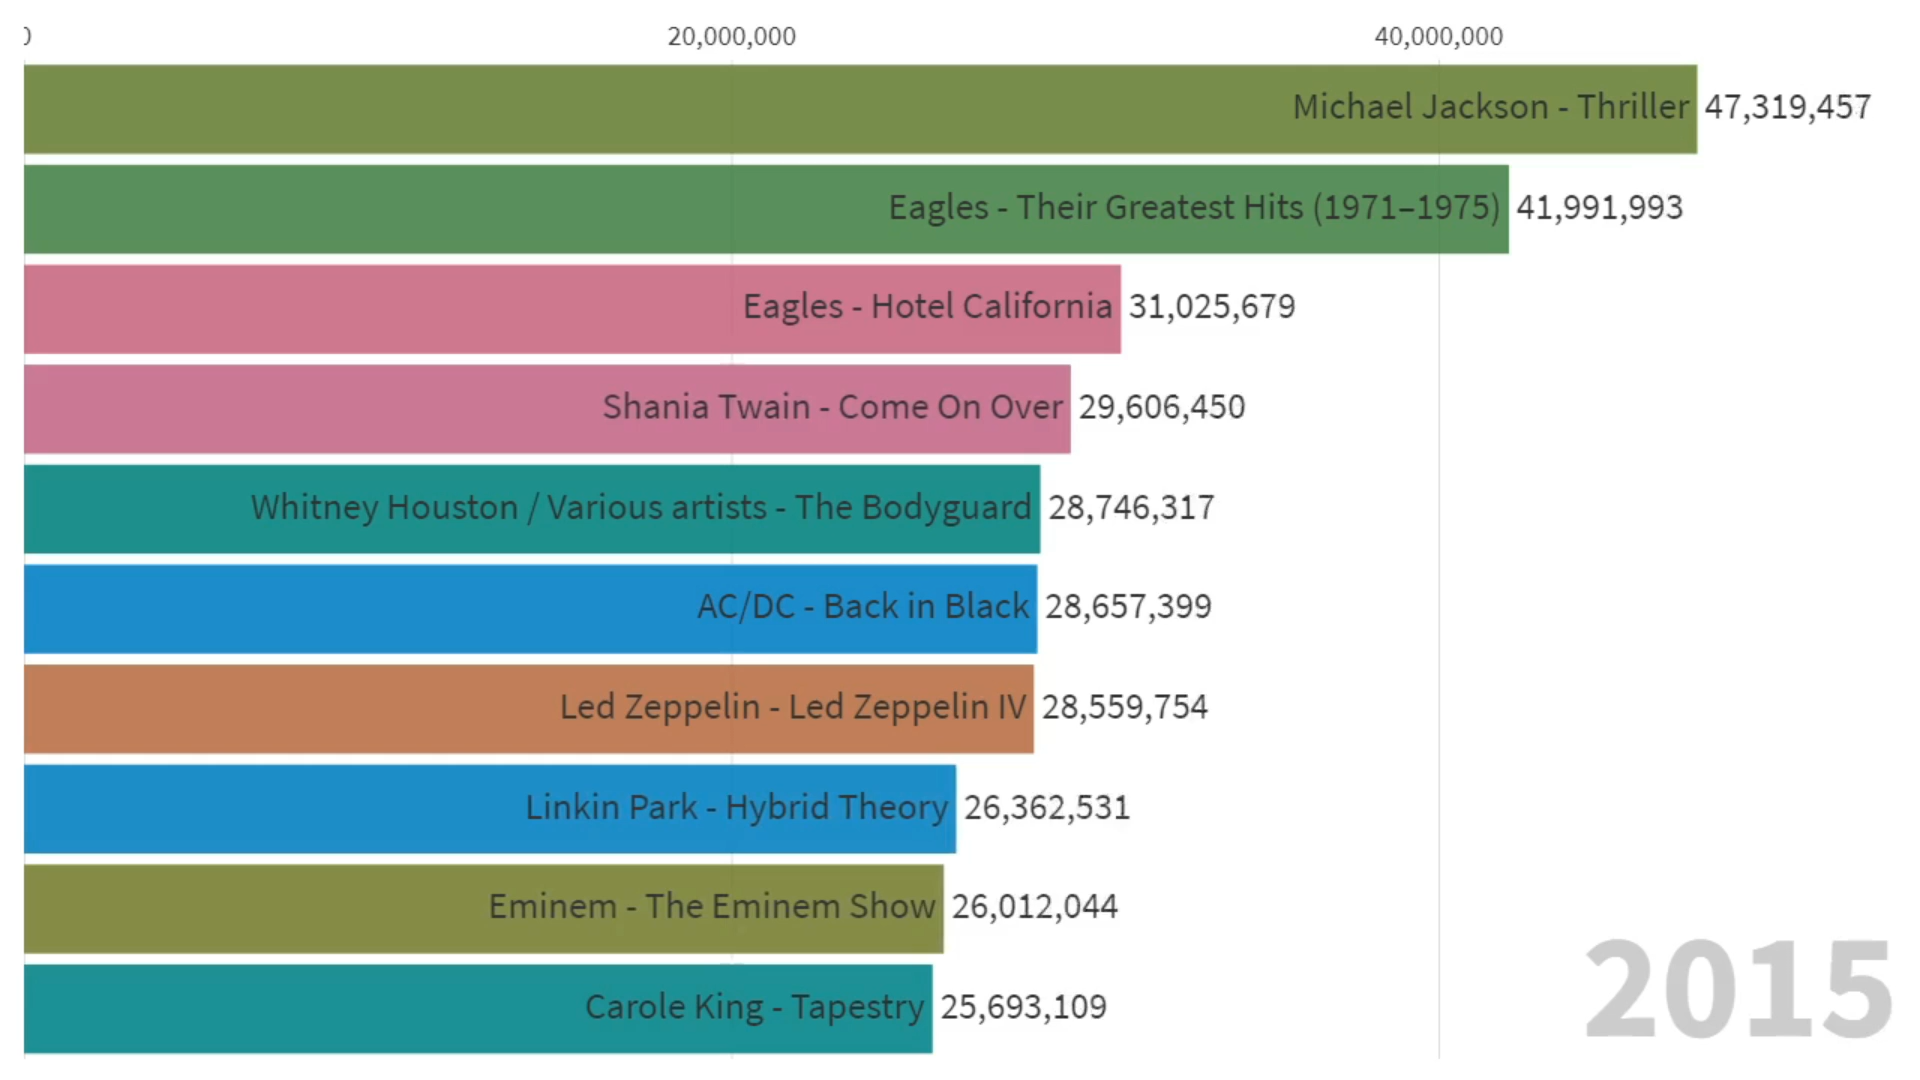 0 20,000,000 40,000,000
Michael Jackson - Thriller 47,319,457
Eagles - Their Greatest Hits (1971–1975) 41,991,993
Eagles - Hotel California 31,025,679
Shania Twain - Come On Over 29,606,450
Whitney Houston / Various artists - The Bodyguard 28,746,317
AC/DC - Back in Black 28,657,399
Led Zeppelin - Led Zeppelin IV 28,559,754
Linkin Park - Hybrid Theory 26,362,531
Eminem - The Eminem Show 26,012,044
Carole King - Tapestry 25,693,109
2015